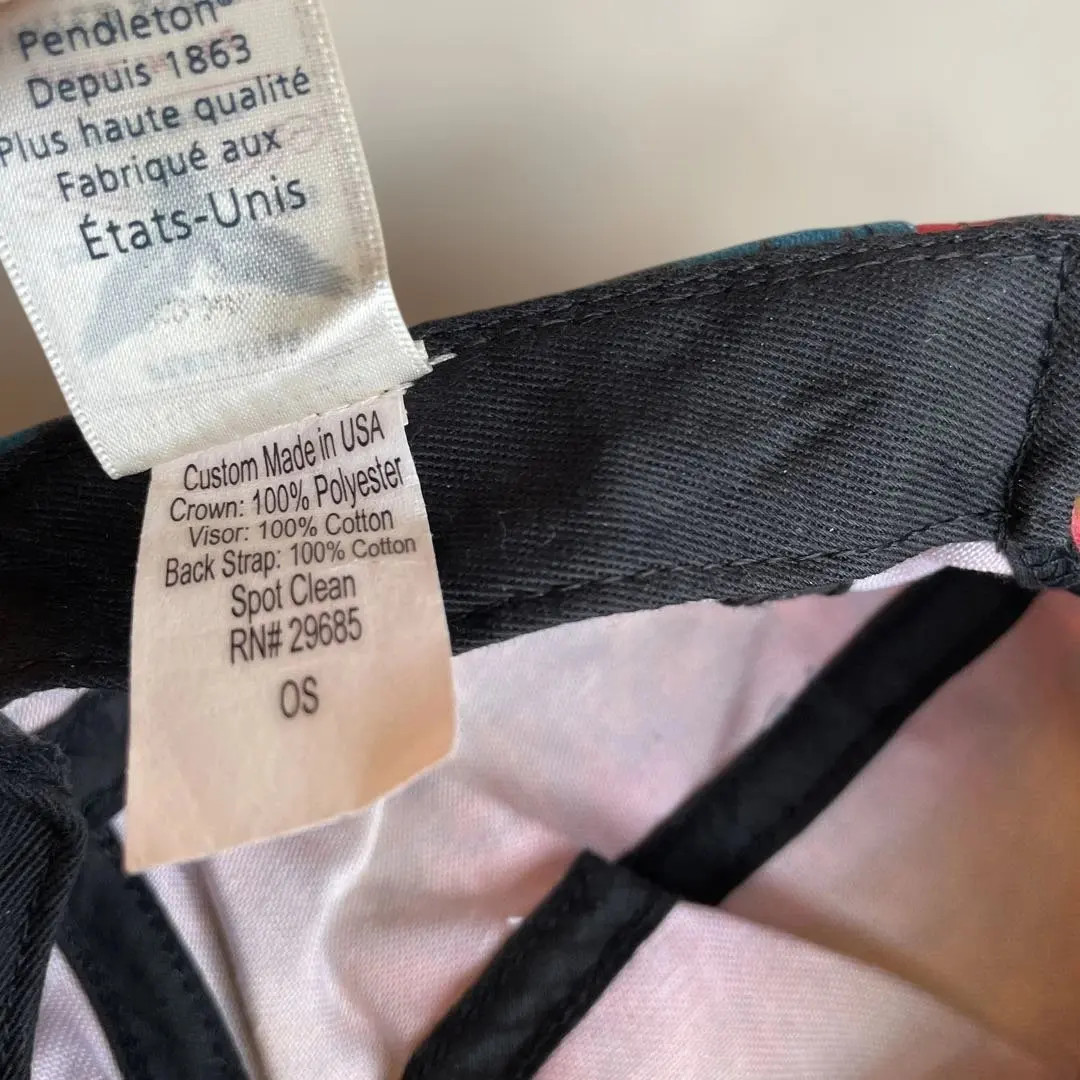 Pendleton®
Depuis 1863
Plus haute qualité
Fabriqué aux
États-Unis
Custom Made in USA
Crown: 100% Polyester
Visor: 100% Cotton
Back Strap: 100% Cotton
Spot Clean
RN# 29685
OS